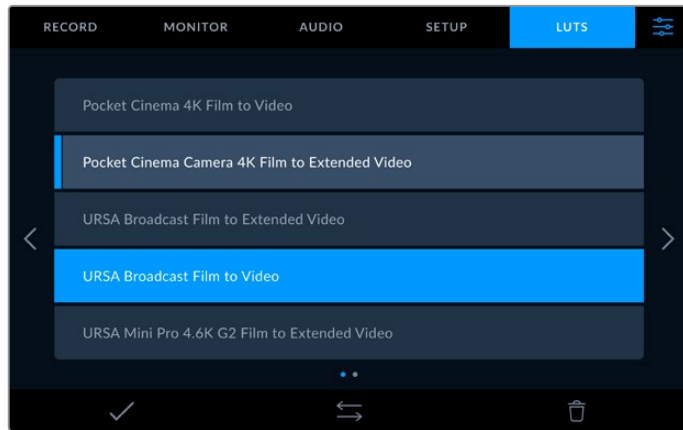 RECORD MONITOR AUDIO SETUP LUTS
Pocket Cinema 4K Film to Video
Pocket Cinema Camera 4K Film to Extended Video
URSA Broadcast Film to Extended Video
URSA Broadcast Film to Video
URSA Mini Pro 4.6K G2 Film to Extended Video